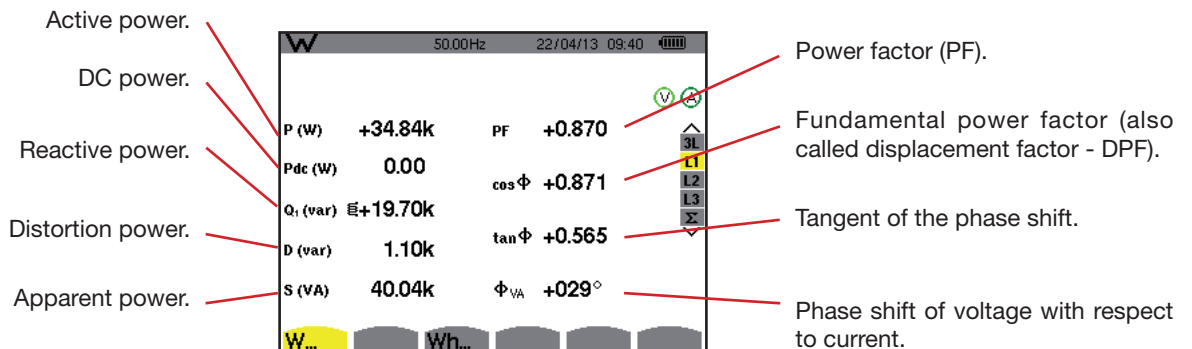 Active power.
DC power.
Reactive power.
Distortion power.
Apparent power.
W 50.00Hz 22/04/13 09:40
V A
P (W) +34.84k PF +0.870
Pdc (W) 0.00 cosΦ +0.871
Q₁ (var) +19.70k tanΦ +0.565
D (var) 1.10k
S (VA) 40.04k ΦVA +029°
3L
L1
L2
L3
Σ
W... Wh...
Power factor (PF).
Fundamental power factor (also
called displacement factor - DPF).
Tangent of the phase shift.
Phase shift of voltage with respect
to current.